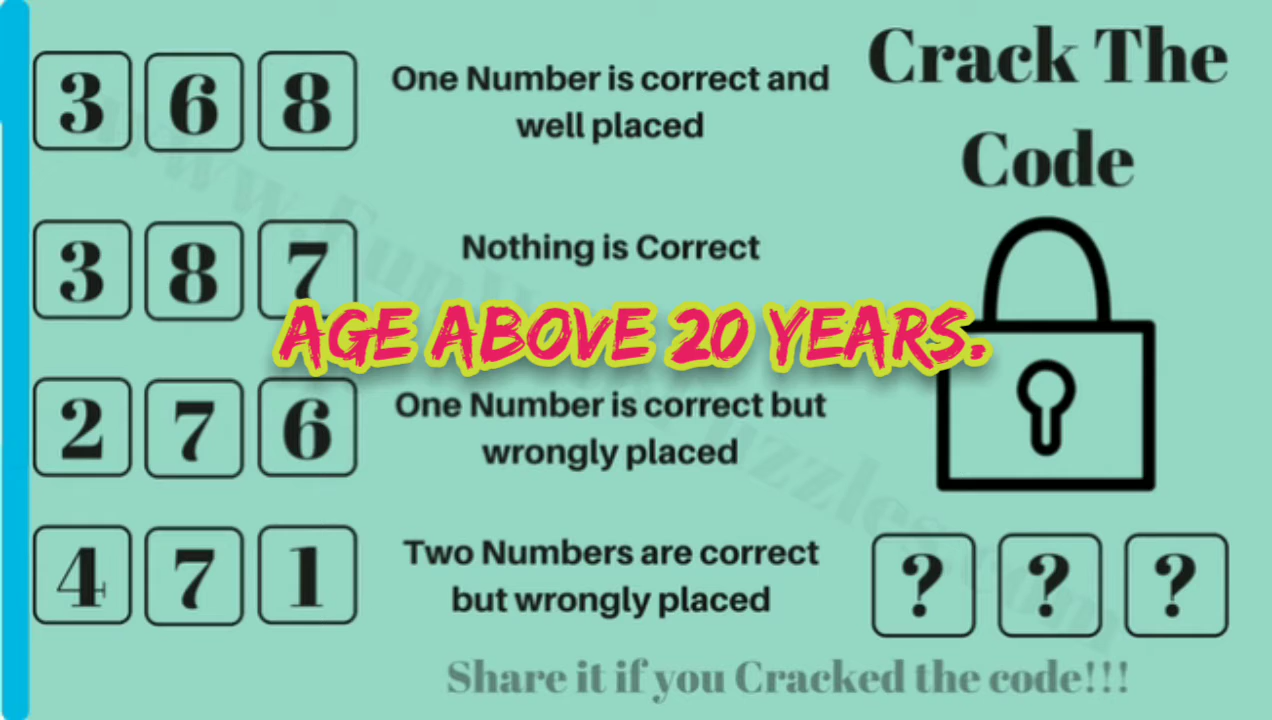 Crack The
Code
3 6 8
One Number is correct and
well placed
3 8 7
Nothing is Correct
AGE ABOVE 20 YEARS.
2 7 6
One Number is correct but
wrongly placed
4 7 1
Two Numbers are correct
but wrongly placed
? ? ?
Share it if you Cracked the code!!!